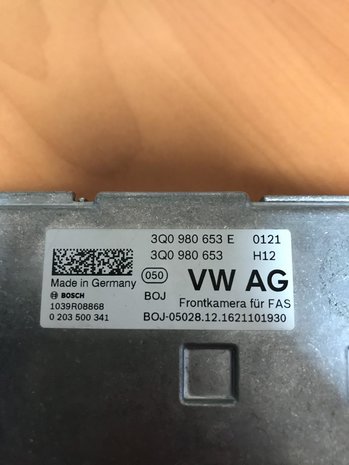 3Q0 980 653 E 0121
3Q0 980 653 H12
Made in Germany 050 VW AG
BOSCH BOJ
1039R08868 Frontkamera für FAS
0 203 500 341 BOJ-05028.12.1621101930